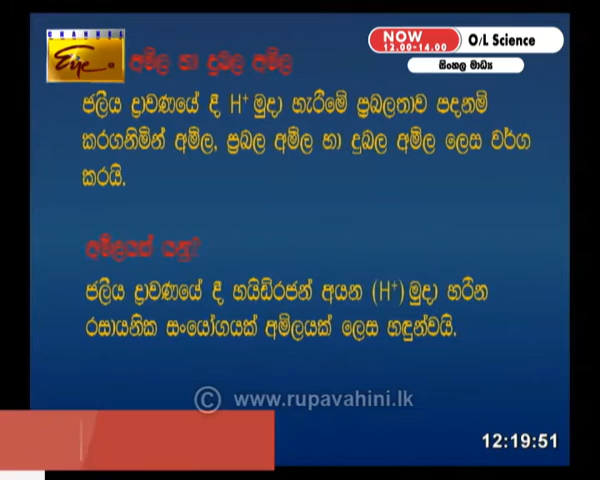 CHANNEL
Eye
NOW
12.00-14.00
O/L Science
සිංහල මාධ්‍ය
අම්ල හා දුබල අම්ල
ජලීය ද්‍රාවණයේ දී H⁺ මුදා හැරීමේ ප්‍රබලතාව පදනම්
කරගනිමින් අම්ල, ප්‍රබල අම්ල හා දුබල අම්ල ලෙස වර්ග
කරයි.
අම්ලයක් යනු?
ජලීය ද්‍රාවණයේ දී හයිඩ්රජන් අයන (H⁺) මුදා හරින
රසායනික සංයෝගයක් අම්ලයක් ලෙස හඳුන්වයි.
© www.rupavahini.lk
12:19:51